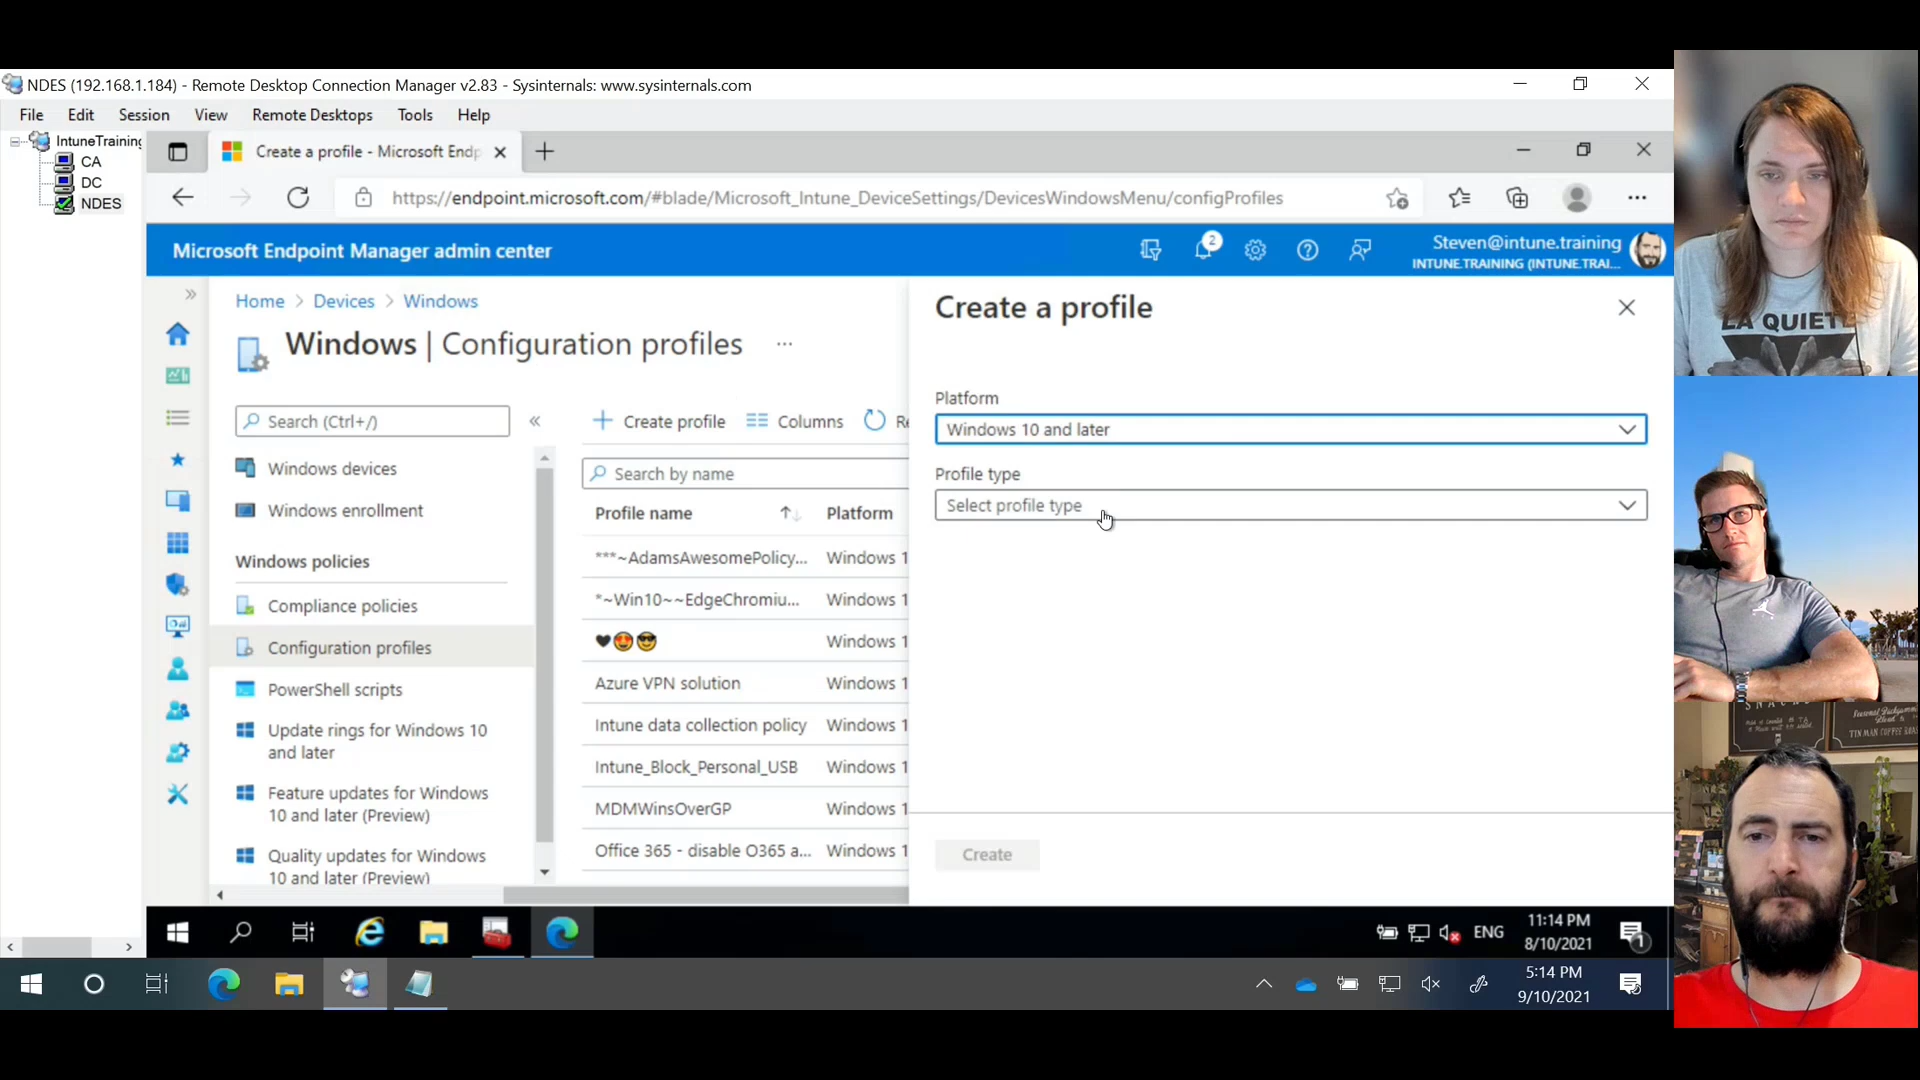 NDES (192.168.1.184) - Remote Desktop Connection Manager v2.83 - Sysinternals: www.sysinternals.com
File Edit Session View Remote Desktops Tools Help
IntuneTraining
CA
DC
NDES
Create a profile - Microsoft Endp
https://endpoint.microsoft.com/#blade/Microsoft_Intune_DeviceSettings/DevicesWindowsMenu/configProfiles
Microsoft Endpoint Manager admin center
2
Steven@intune.training
INTUNE.TRAINING (INTUNE.TRAI...
Home > Devices > Windows
Windows | Configuration profiles ...
Search (Ctrl+/)
Windows devices
Windows enrollment
Windows policies
Compliance policies
Configuration profiles
PowerShell scripts
Update rings for Windows 10
and later
Feature updates for Windows
10 and later (Preview)
Quality updates for Windows
10 and later (Preview)
Create profile Columns Re
Search by name
Profile name Platform
***~AdamsAwesomePolicy... Windows 1
*~Win10~~EdgeChromiu... Windows 1
🖤😍😎 Windows 1
Azure VPN solution Windows 1
Intune data collection policy Windows 1
Intune_Block_Personal_USB Windows 1
MDMWinsOverGP Windows 1
Office 365 - disable O365 a... Windows 1
Create a profile
Platform
Windows 10 and later
Profile type
Select profile type
Create
ENG
11:14 PM
8/10/2021
1
5:14 PM
9/10/2021
LA QUIET
SNACKS
TIN MAN COFFEE